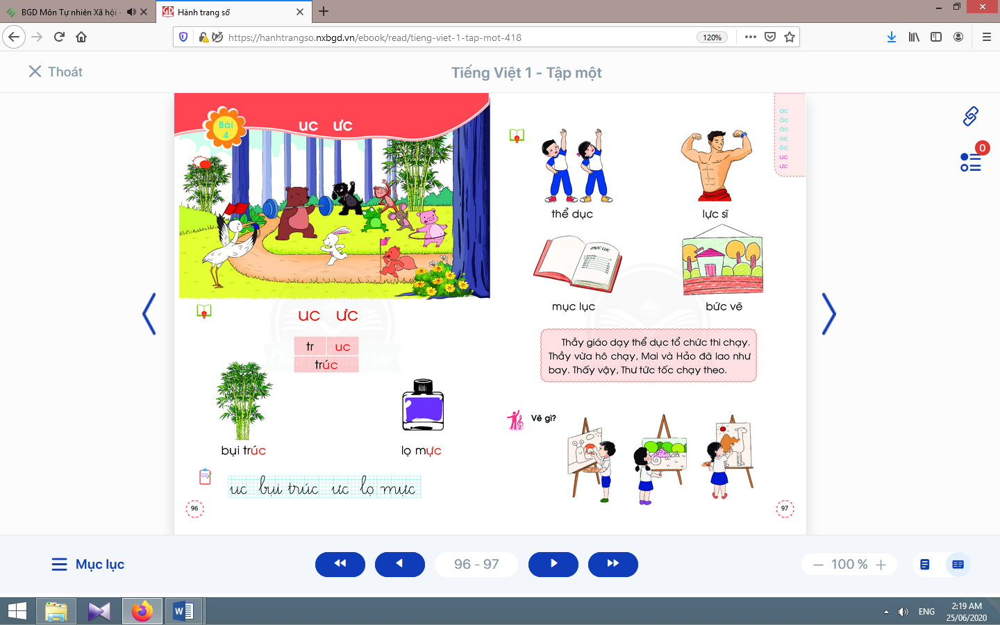 BGD Môn Tự nhiên Xã hội -
Hành trang số
https://hanhtrangso.nxbgd.vn/ebook/read/tieng-viet-1-tap-mot-418
120%
Thoát
Tiếng Việt 1 - Tập một
Bài
4
uc ưc
uc ưc
tr uc
trúc
bụi trúc
lọ mực
uc bụi trúc ưc lọ mực
96
ac
ăc
âc
oc
ôc
uc
ưc
thể dục
lực sĩ
MỤC LỤC
mục lục
bức vẽ
Thầy giáo dạy thể dục tổ chức thi chạy.
Thầy vừa hô chạy, Mai và Hảo đã lao như
bay. Thấy vậy, Thư tức tốc chạy theo.
Vẽ gì?
97
0
Mục lục
96 - 97
100 %
ENG
2:19 AM
25/06/2020